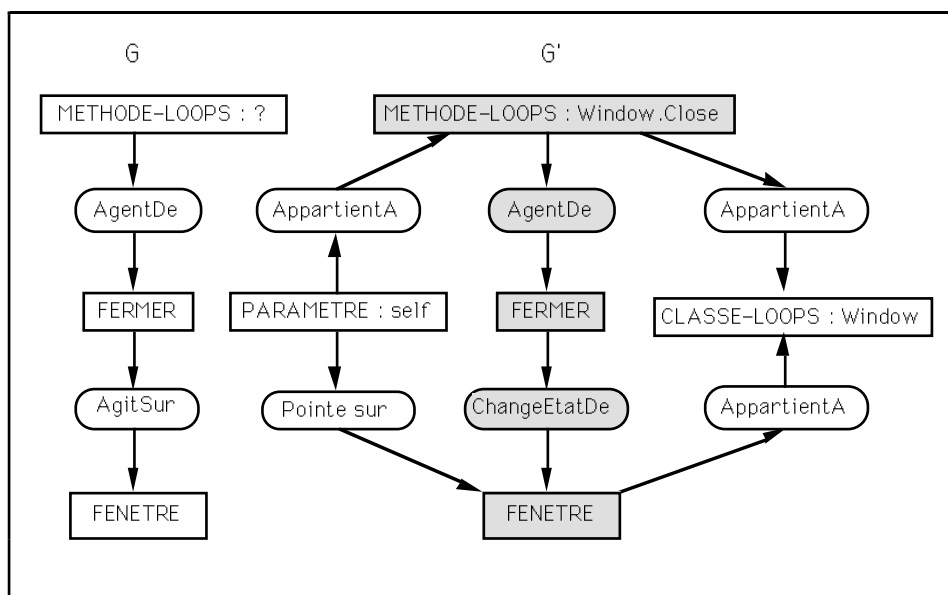 G G'
METHODE-LOOPS : ? METHODE-LOOPS : Window.Close
AgentDe AppartientA AgentDe AppartientA
FERMER PARAMETRE : self FERMER CLASSE-LOOPS : Window
AgitSur Pointe sur ChangeEtatDe AppartientA
FENETRE FENETRE